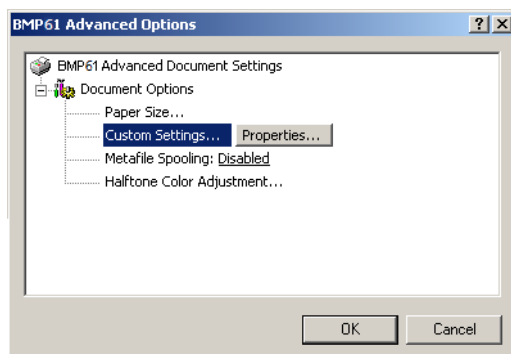 BMP61 Advanced Options
BMP61 Advanced Document Settings
Document Options
Paper Size...
Custom Settings... Properties...
Metafile Spooling: Disabled
Halftone Color Adjustment...
OK Cancel